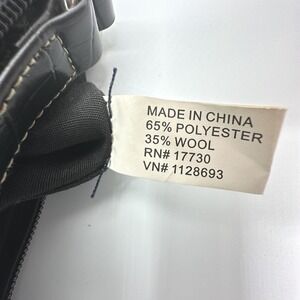 MADE IN CHINA
65% POLYESTER
35% WOOL
RN# 17730
VN# 1128693